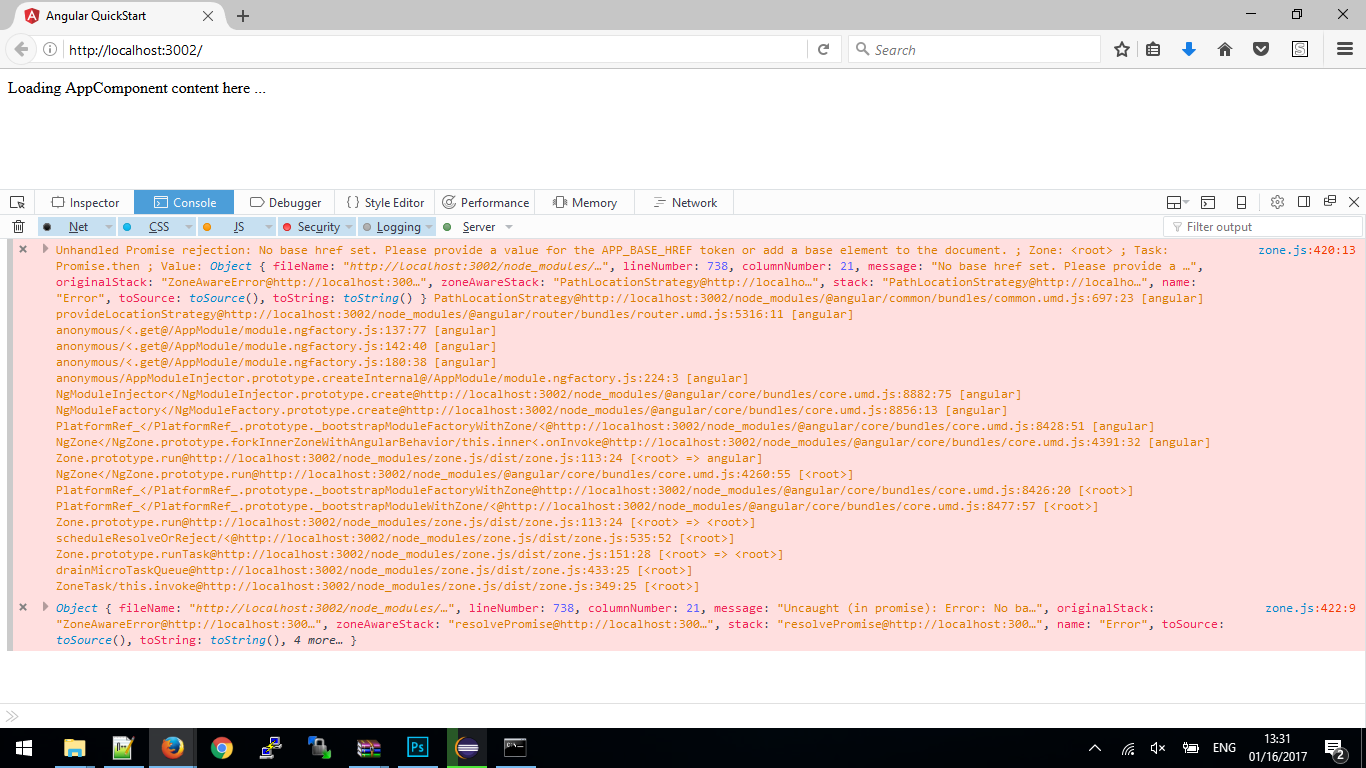 Angular QuickStart
http://localhost:3002/
Search
Loading AppComponent content here ...
Inspector Console Debugger Style Editor Performance Memory Network
Net CSS JS Security Logging Server Filter output
Unhandled Promise rejection: No base href set. Please provide a value for the APP_BASE_HREF token or add a base element to the document. ; Zone: <root> ; Task: zone.js:420:13
Promise.then ; Value: Object { fileName: "http://localhost:3002/node_modules/…", lineNumber: 738, columnNumber: 21, message: "No base href set. Please provide a …",
originalStack: "ZoneAwareError@http://localhost:300…", zoneAwareStack: "PathLocationStrategy@http://localho…", stack: "PathLocationStrategy@http://localho…", name:
"Error", toSource: toSource(), toString: toString() } PathLocationStrategy@http://localhost:3002/node_modules/@angular/common/bundles/common.umd.js:697:23 [angular]
provideLocationStrategy@http://localhost:3002/node_modules/@angular/router/bundles/router.umd.js:5316:11 [angular]
anonymous/<.get@/AppModule/module.ngfactory.js:137:77 [angular]
anonymous/<.get@/AppModule/module.ngfactory.js:142:40 [angular]
anonymous/<.get@/AppModule/module.ngfactory.js:180:38 [angular]
anonymous/AppModuleInjector.prototype.createInternal@/AppModule/module.ngfactory.js:224:3 [angular]
NgModuleInjector</NgModuleInjector.prototype.create@http://localhost:3002/node_modules/@angular/core/bundles/core.umd.js:8882:75 [angular]
NgModuleFactory</NgModuleFactory.prototype.create@http://localhost:3002/node_modules/@angular/core/bundles/core.umd.js:8856:13 [angular]
PlatformRef_</PlatformRef_.prototype._bootstrapModuleFactoryWithZone/<@http://localhost:3002/node_modules/@angular/core/bundles/core.umd.js:8428:51 [angular]
NgZone</NgZone.prototype.forkInnerZoneWithAngularBehavior/this.inner<.onInvoke@http://localhost:3002/node_modules/@angular/core/bundles/core.umd.js:4391:32 [angular]
Zone.prototype.run@http://localhost:3002/node_modules/zone.js/dist/zone.js:113:24 [<root> => angular]
NgZone</NgZone.prototype.run@http://localhost:3002/node_modules/@angular/core/bundles/core.umd.js:4260:55 [<root>]
PlatformRef_</PlatformRef_.prototype._bootstrapModuleFactoryWithZone@http://localhost:3002/node_modules/@angular/core/bundles/core.umd.js:8426:20 [<root>]
PlatformRef_</PlatformRef_.prototype._bootstrapModuleWithZone/<@http://localhost:3002/node_modules/@angular/core/bundles/core.umd.js:8477:57 [<root>]
Zone.prototype.run@http://localhost:3002/node_modules/zone.js/dist/zone.js:113:24 [<root> => <root>]
scheduleResolveOrReject/<@http://localhost:3002/node_modules/zone.js/dist/zone.js:535:52 [<root>]
Zone.prototype.runTask@http://localhost:3002/node_modules/zone.js/dist/zone.js:151:28 [<root> => <root>]
drainMicroTaskQueue@http://localhost:3002/node_modules/zone.js/dist/zone.js:433:25 [<root>]
ZoneTask/this.invoke@http://localhost:3002/node_modules/zone.js/dist/zone.js:349:25 [<root>]
Object { fileName: "http://localhost:3002/node_modules/…", lineNumber: 738, columnNumber: 21, message: "Uncaught (in promise): Error: No ba…", originalStack: zone.js:422:9
"ZoneAwareError@http://localhost:300…", zoneAwareStack: "resolvePromise@http://localhost:300…", stack: "resolvePromise@http://localhost:300…", name: "Error", toSource:
toSource(), toString: toString(), 4 more… }
Ps
ENG
13:31
01/16/2017
2